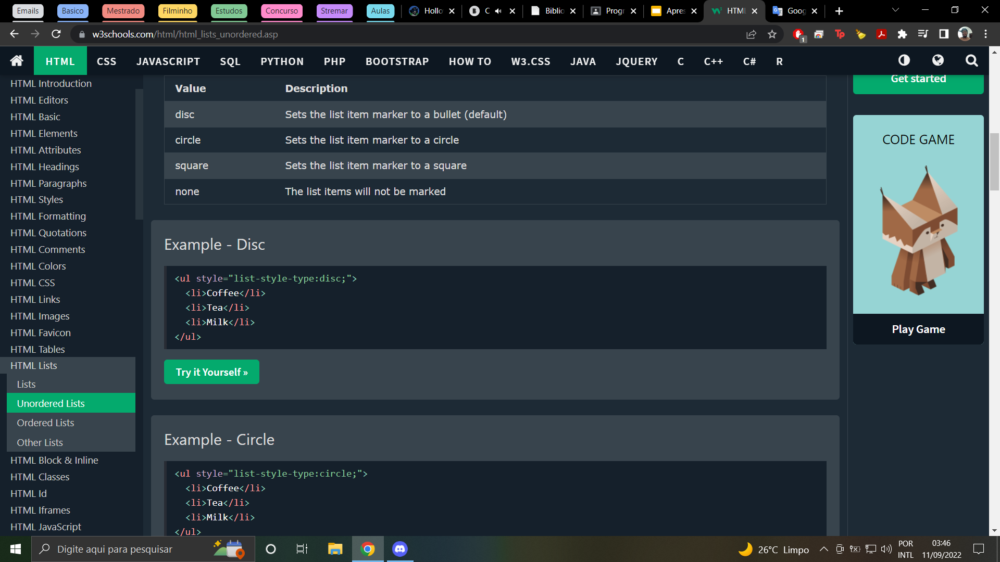 Emails Basico Mestrado Filminho Estudos Concurso Stremar Aulas Hollo C Biblio Progr Apres HTML Goog
w3schools.com/html/html_lists_unordered.asp
1
HTML CSS JAVASCRIPT SQL PYTHON PHP BOOTSTRAP HOW TO W3.CSS JAVA JQUERY C C++ C# R
HTML Introduction
HTML Editors
HTML Basic
HTML Elements
HTML Attributes
HTML Headings
HTML Paragraphs
HTML Styles
HTML Formatting
HTML Quotations
HTML Comments
HTML Colors
HTML CSS
HTML Links
HTML Images
HTML Favicon
HTML Tables
HTML Lists
Lists
Unordered Lists
Ordered Lists
Other Lists
HTML Block & Inline
HTML Classes
HTML Id
HTML Iframes
HTML JavaScript
Value Description
disc Sets the list item marker to a bullet (default)
circle Sets the list item marker to a circle
square Sets the list item marker to a square
none The list items will not be marked
Example - Disc
<ul style="list-style-type:disc;">
  <li>Coffee</li>
  <li>Tea</li>
  <li>Milk</li>
</ul>
Try it Yourself »
Example - Circle
<ul style="list-style-type:circle;">
  <li>Coffee</li>
  <li>Tea</li>
  <li>Milk</li>
</ul>
Get started
CODE GAME
Play Game
Digite aqui para pesquisar
26°C Limpo
POR
INTL
03:46
11/09/2022